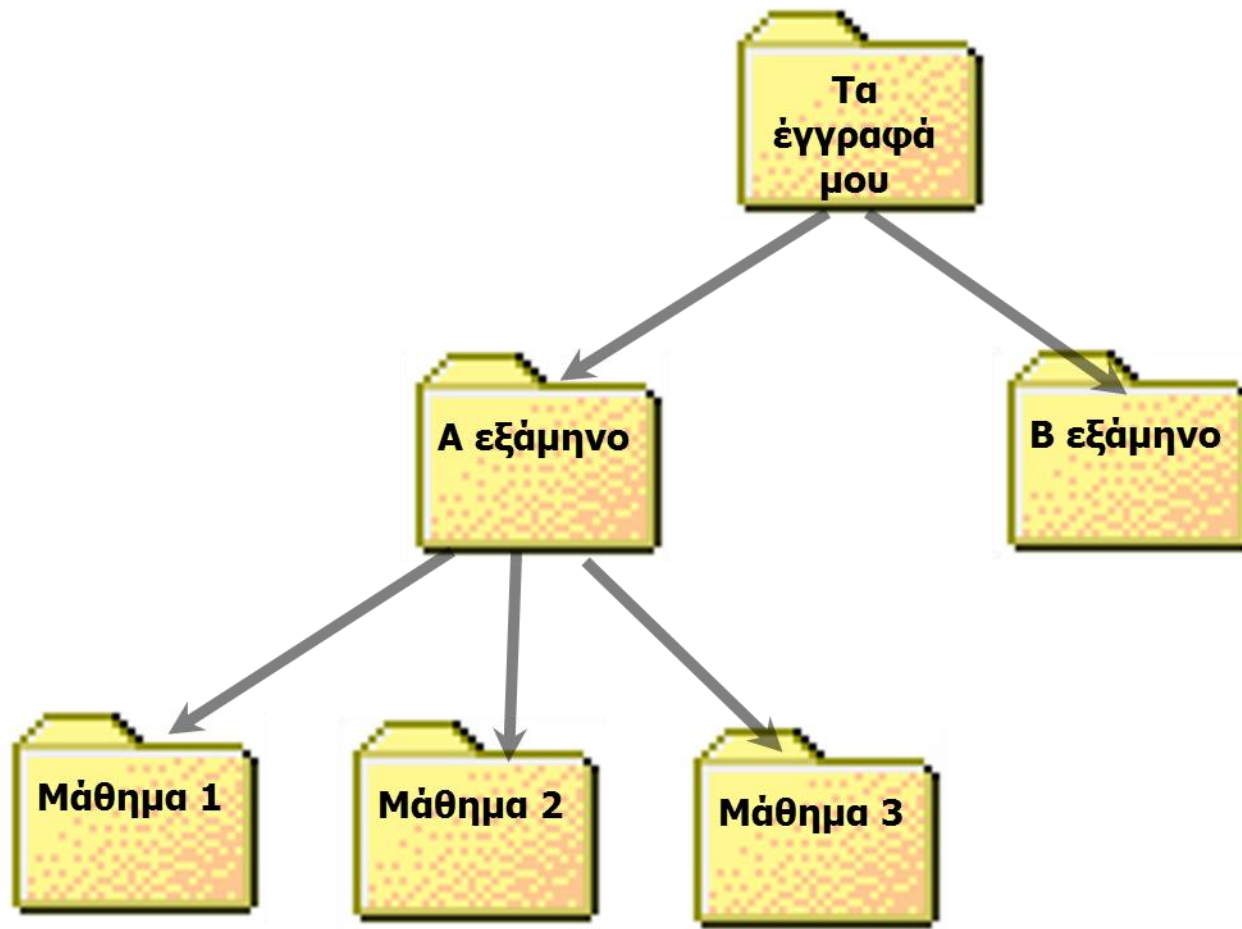 Τα
έγγραφά
μου
Α εξάμηνο
Β εξάμηνο
Μάθημα 1
Μάθημα 2
Μάθημα 3